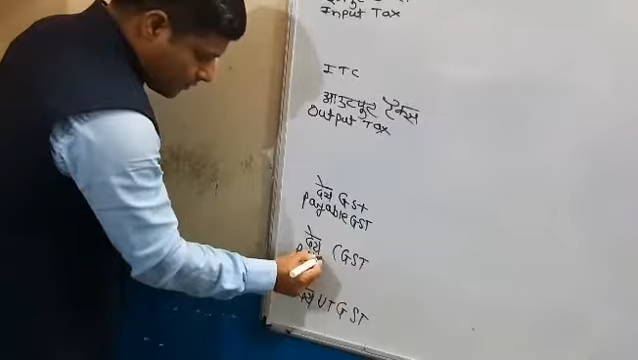 Input Tax
ITC
आउटपुट टैक्स
Output Tax
देय GST
payable GST
देय CGST
P
देय UTGST